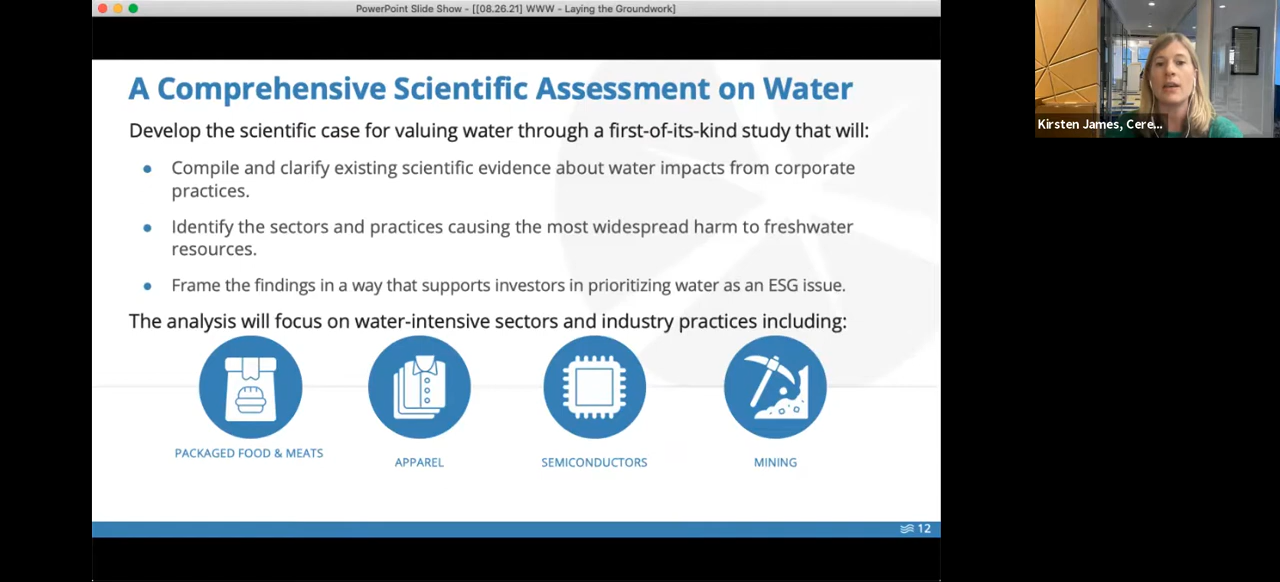 PowerPoint Slide Show - [[08.26.21] WWW - Laying the Groundwork]
A Comprehensive Scientific Assessment on Water
Develop the scientific case for valuing water through a first-of-its-kind study that will:
• Compile and clarify existing scientific evidence about water impacts from corporate
practices.
• Identify the sectors and practices causing the most widespread harm to freshwater
resources.
• Frame the findings in a way that supports investors in prioritizing water as an ESG issue.
The analysis will focus on water-intensive sectors and industry practices including:
PACKAGED FOOD & MEATS
APPAREL
SEMICONDUCTORS
MINING
12
Kirsten James, Cere...